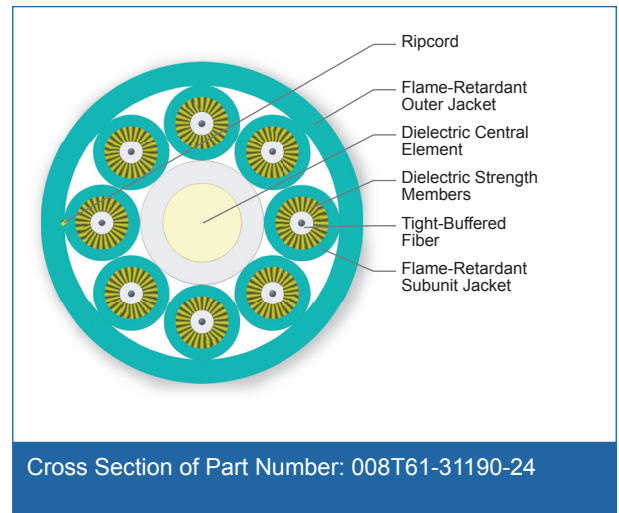 Ripcord
Flame-Retardant
Outer Jacket
Dielectric Central
Element
Dielectric Strength
Members
Tight-Buffered
Fiber
Flame-Retardant
Subunit Jacket
Cross Section of Part Number: 008T61-31190-24